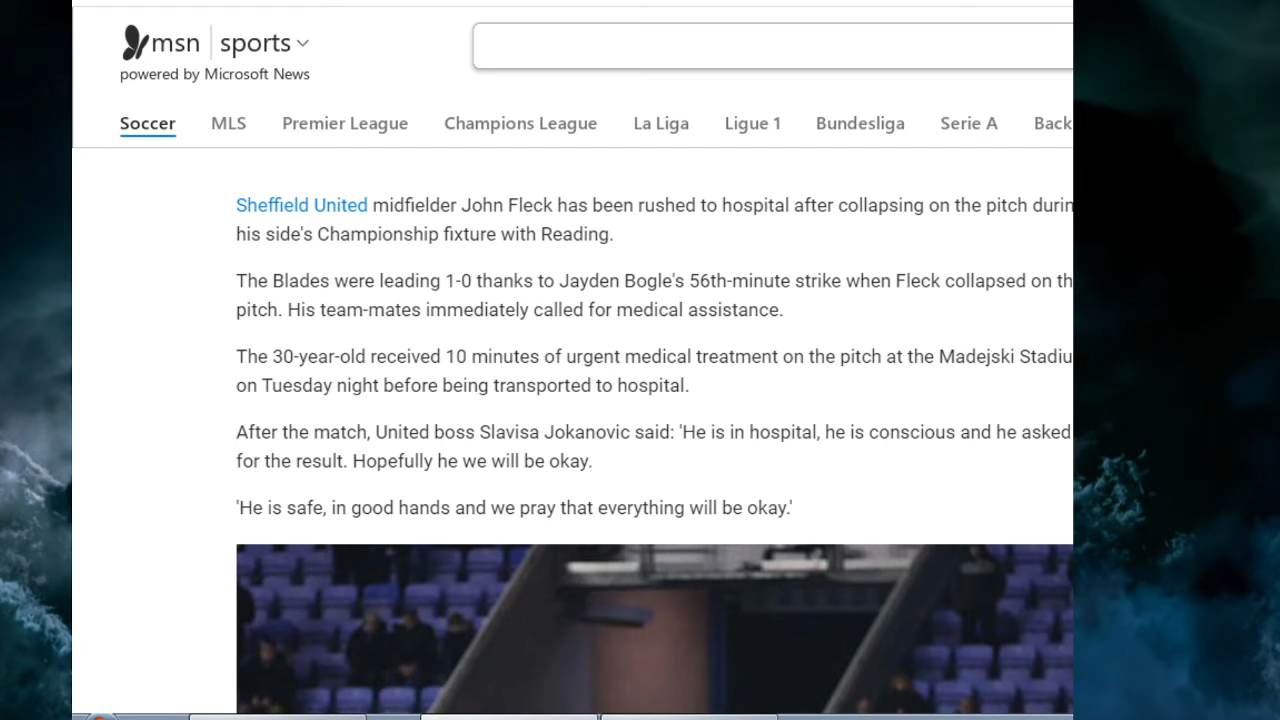 msn sports
powered by Microsoft News
Soccer MLS Premier League Champions League La Liga Ligue 1 Bundesliga Serie A Back
Sheffield United midfielder John Fleck has been rushed to hospital after collapsing on the pitch durin
his side's Championship fixture with Reading.
The Blades were leading 1-0 thanks to Jayden Bogle's 56th-minute strike when Fleck collapsed on th
pitch. His team-mates immediately called for medical assistance.
The 30-year-old received 10 minutes of urgent medical treatment on the pitch at the Madejski Stadiu
on Tuesday night before being transported to hospital.
After the match, United boss Slavisa Jokanovic said: 'He is in hospital, he is conscious and he asked
for the result. Hopefully he we will be okay.
'He is safe, in good hands and we pray that everything will be okay.'